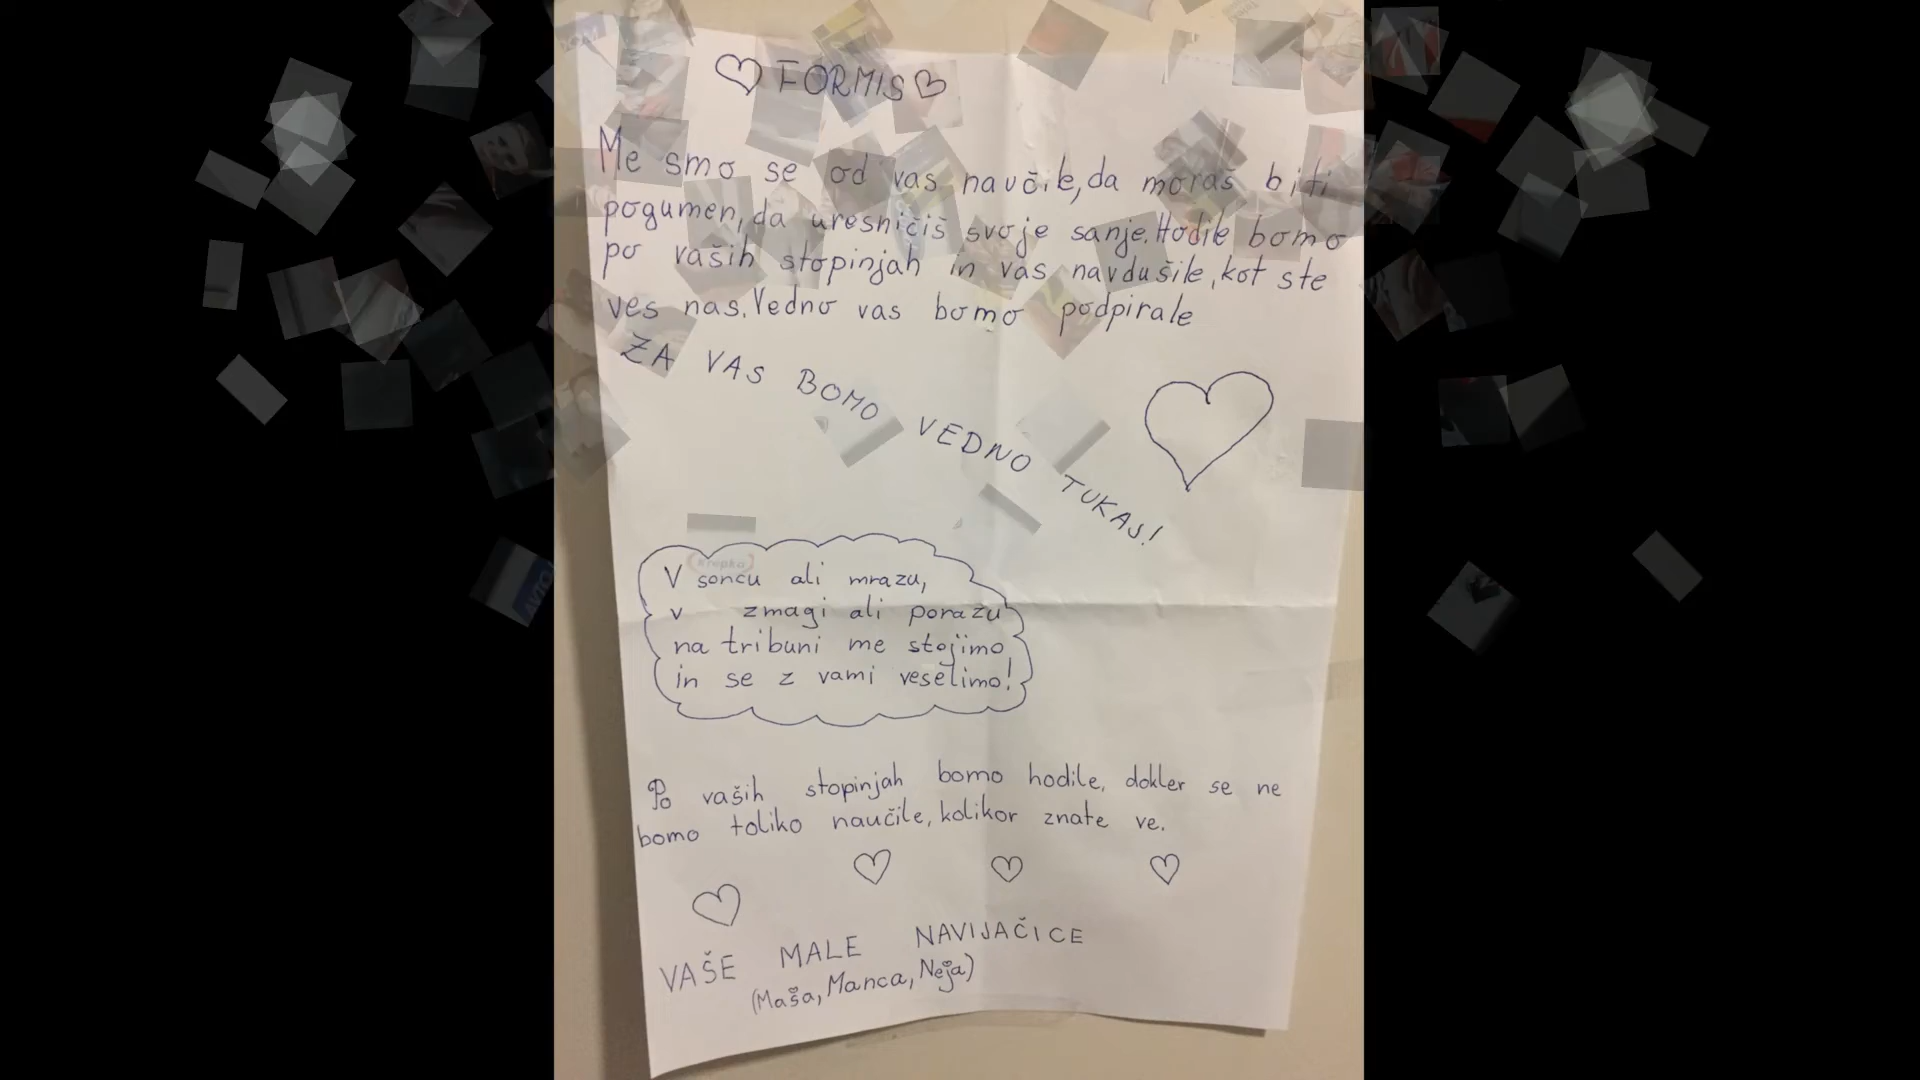 FORMIS
Me smo se od vas naučile, da moraš biti
pogumen, da uresničiš svoje sanje. Hodile bomo
po vaših stopinjah in vas navdušile, kot ste
ves nas. Vedno vas bomo podpirale
ZA VAS BOMO VEDNO TUKAJ!
V soncu ali mrazu,
v zmagi ali porazu
na tribuni me stojimo
in se z vami veselimo!
Po vaših stopinjah bomo hodile, dokler se ne
bomo toliko naučile, kolikor znate ve.
VAŠE MALE NAVIJAČICE
(Maša, Manca, Neja)